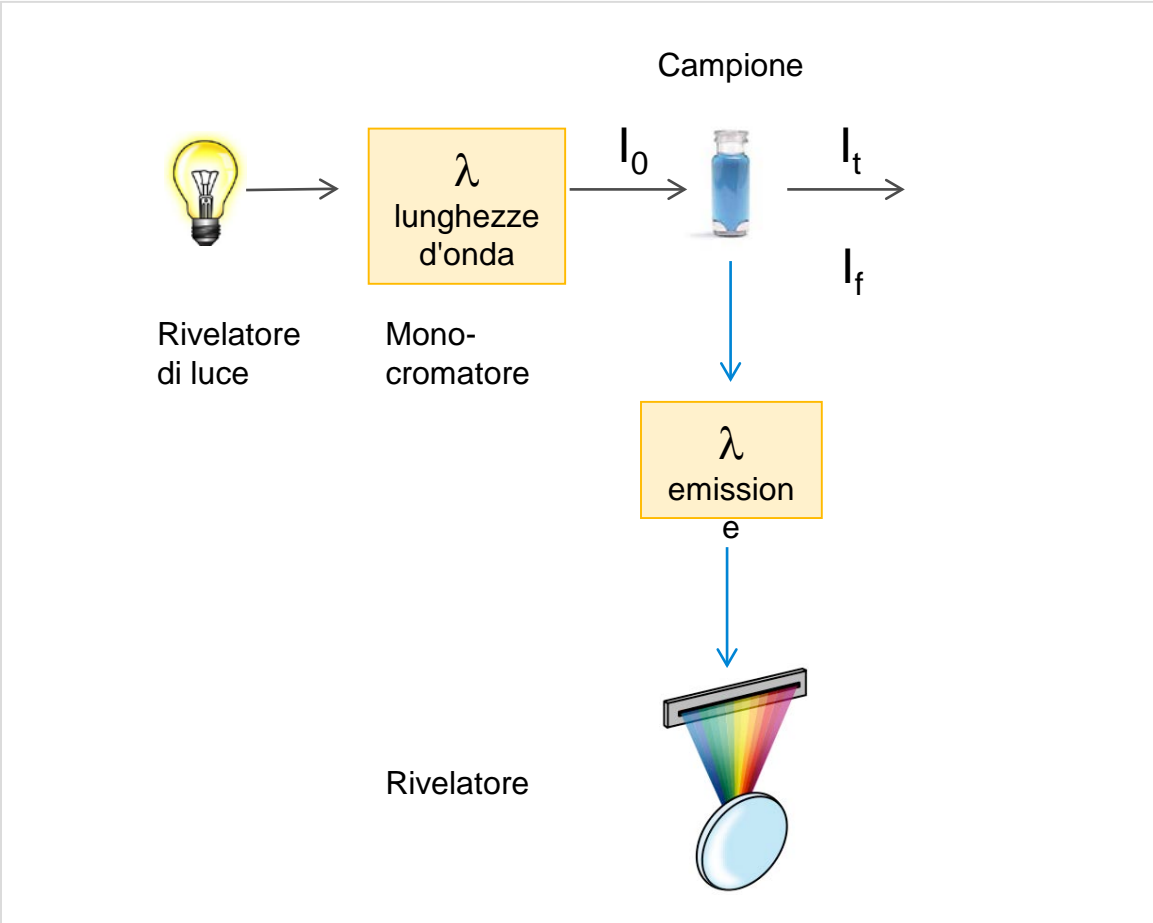 Campione
λ
lunghezze
d'onda
I0
It
If
Rivelatore
di luce
Mono-
cromatore
λ
emission
e
Rivelatore